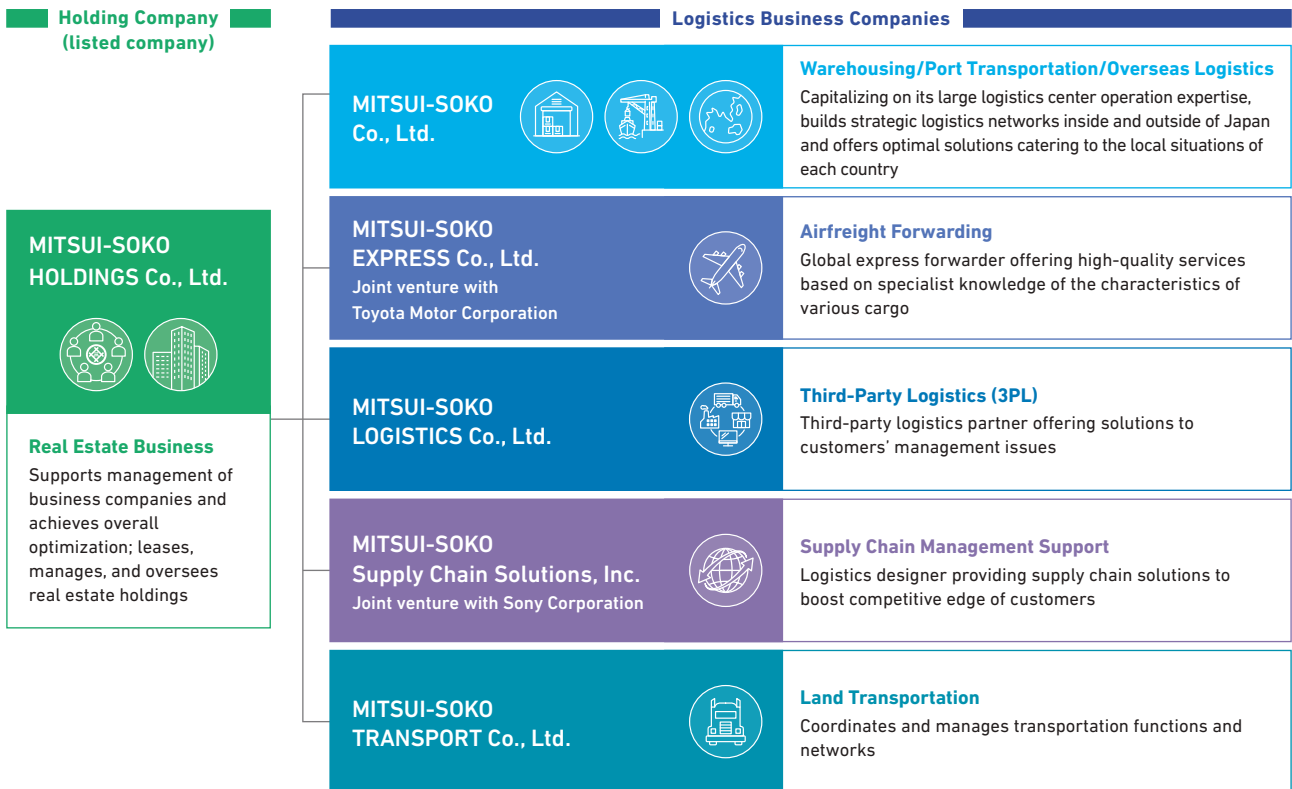 Holding Company
(listed company)
Logistics Business Companies
MITSUI-SOKO
HOLDINGS Co., Ltd.
Real Estate Business
Supports management of
business companies and
achieves overall
optimization; leases,
manages, and oversees
real estate holdings
MITSUI-SOKO
Co., Ltd.
Warehousing/Port Transportation/Overseas Logistics
Capitalizing on its large logistics center operation expertise,
builds strategic logistics networks inside and outside of Japan
and offers optimal solutions catering to the local situations of
each country
MITSUI-SOKO
EXPRESS Co., Ltd.
Joint venture with
Toyota Motor Corporation
Airfreight Forwarding
Global express forwarder offering high-quality services
based on specialist knowledge of the characteristics of
various cargo
MITSUI-SOKO
LOGISTICS Co., Ltd.
Third-Party Logistics (3PL)
Third-party logistics partner offering solutions to
customers’ management issues
MITSUI-SOKO
Supply Chain Solutions, Inc.
Joint venture with Sony Corporation
Supply Chain Management Support
Logistics designer providing supply chain solutions to
boost competitive edge of customers
MITSUI-SOKO
TRANSPORT Co., Ltd.
Land Transportation
Coordinates and manages transportation functions and
networks